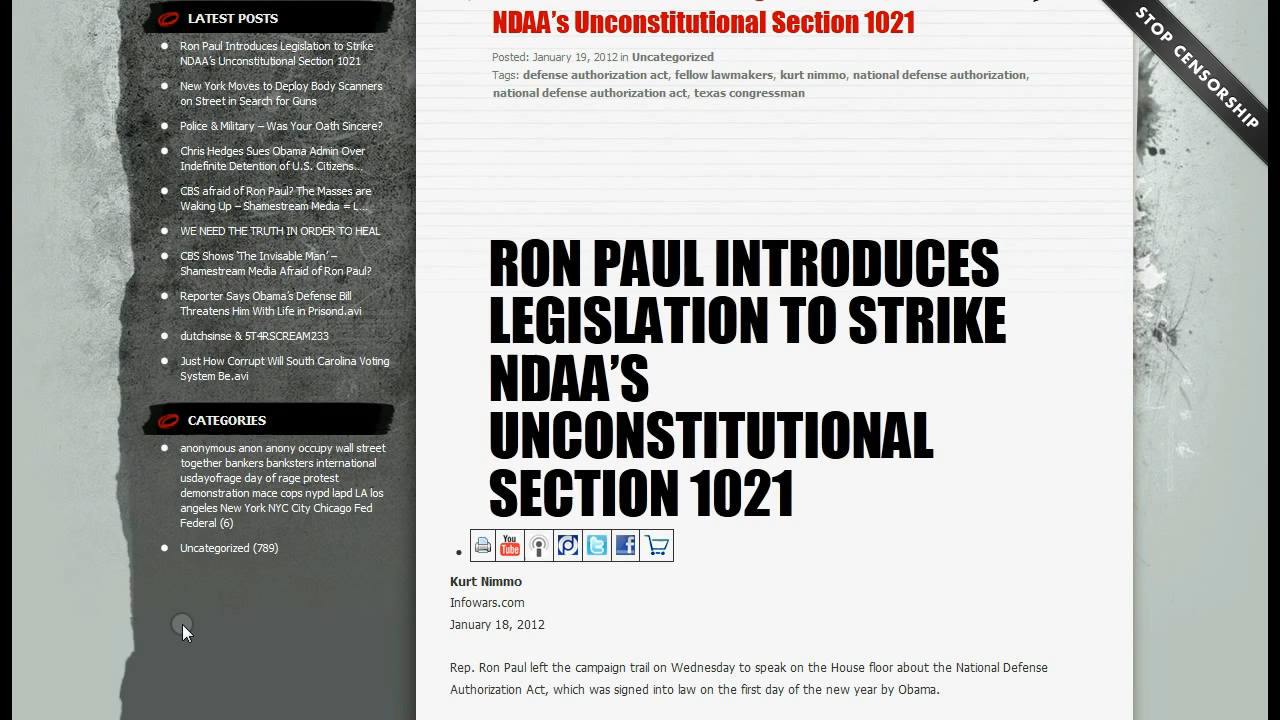 LATEST POSTS
Ron Paul Introduces Legislation to Strike
NDAA's Unconstitutional Section 1021
New York Moves to Deploy Body Scanners
on Street in Search for Guns
Police & Military – Was Your Oath Sincere?
Chris Hedges Sues Obama Admin Over
Indefinite Detention of U.S. Citizens...
CBS afraid of Ron Paul? The Masses are
Waking Up – Shamestream Media = L...
WE NEED THE TRUTH IN ORDER TO HEAL
CBS Shows 'The Invisable Man' –
Shamestream Media Afraid of Ron Paul?
Reporter Says Obama's Defense Bill
Threatens Him With Life in Prisond.avi
dutchsinse & 5T4RSCREAM233
Just How Corrupt Will South Carolina Voting
System Be.avi
CATEGORIES
anonymous anon anony occupy wall street
together bankers banksters international
usdayofrage day of rage protest
demonstration mace cops nypd lapd LA los
angeles New York NYC City Chicago Fed
Federal (6)
Uncategorized (789)
NDAA's Unconstitutional Section 1021
Posted: January 19, 2012 in Uncategorized
Tags: defense authorization act, fellow lawmakers, kurt nimmo, national defense authorization,
national defense authorization act, texas congressman
RON PAUL INTRODUCES
LEGISLATION TO STRIKE
NDAA'S
UNCONSTITUTIONAL
SECTION 1021
You Tube
Kurt Nimmo
Infowars.com
January 18, 2012
Rep. Ron Paul left the campaign trail on Wednesday to speak on the House floor about the National Defense
Authorization Act, which was signed into law on the first day of the new year by Obama.
STOP CENSORSHIP